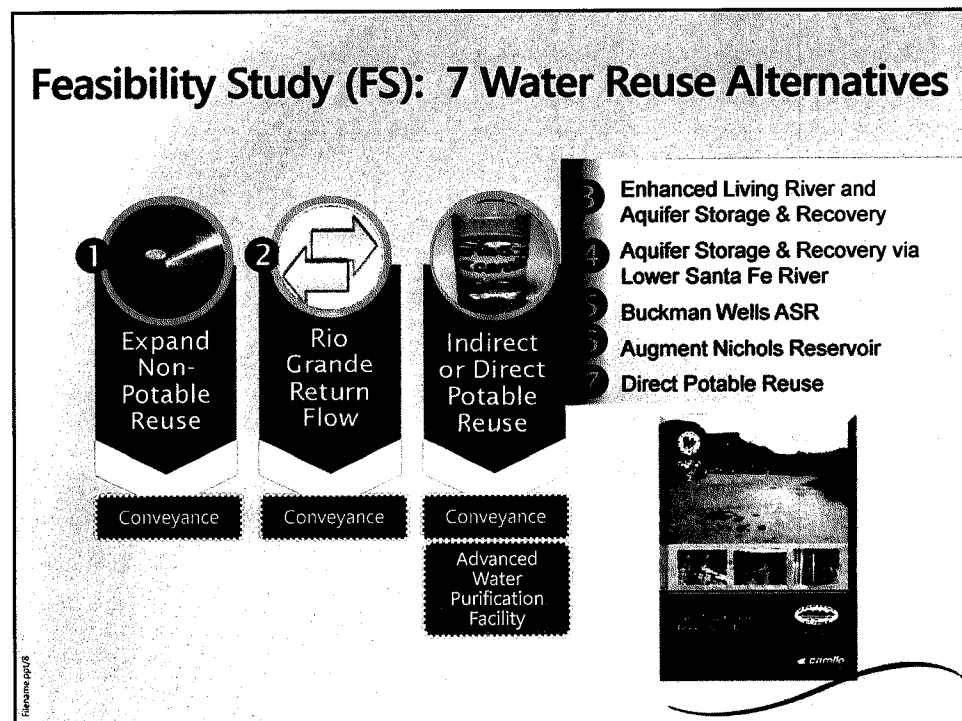 Feasibility Study (FS): 7 Water Reuse Alternatives
1
Expand
Non-
Potable
Reuse
Conveyance
2
Rio
Grande
Return
Flow
Conveyance
Indirect
or Direct
Potable
Reuse
Conveyance
Advanced
Water
Purification
Facility
3 Enhanced Living River and
Aquifer Storage & Recovery
4 Aquifer Storage & Recovery via
Lower Santa Fe River
5 Buckman Wells ASR
6 Augment Nichols Reservoir
7 Direct Potable Reuse
carollo
Filename.ppt/8